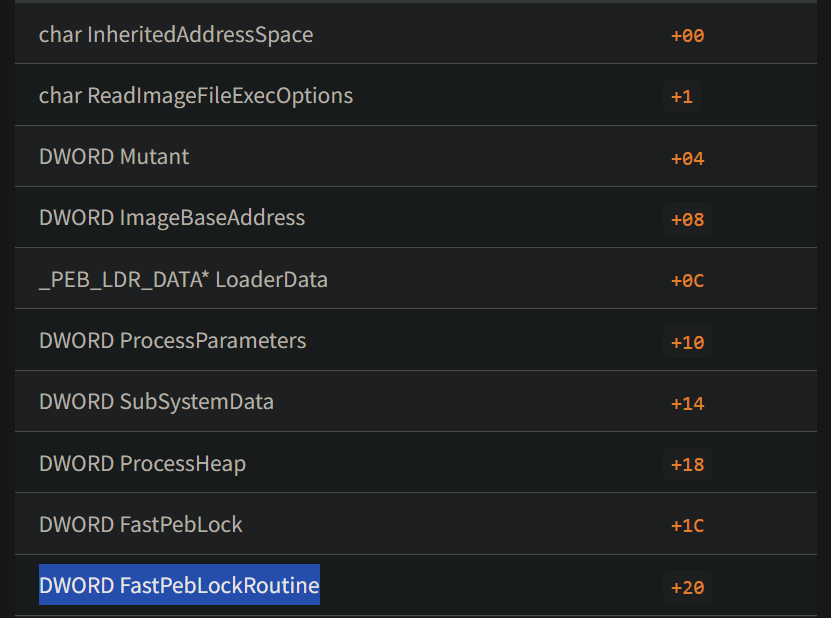 char InheritedAddressSpace +00
char ReadImageFileExecOptions +1
DWORD Mutant +04
DWORD ImageBaseAddress +08
_PEB_LDR_DATA* LoaderData +0C
DWORD ProcessParameters +10
DWORD SubSystemData +14
DWORD ProcessHeap +18
DWORD FastPebLock +1C
DWORD FastPebLockRoutine +20